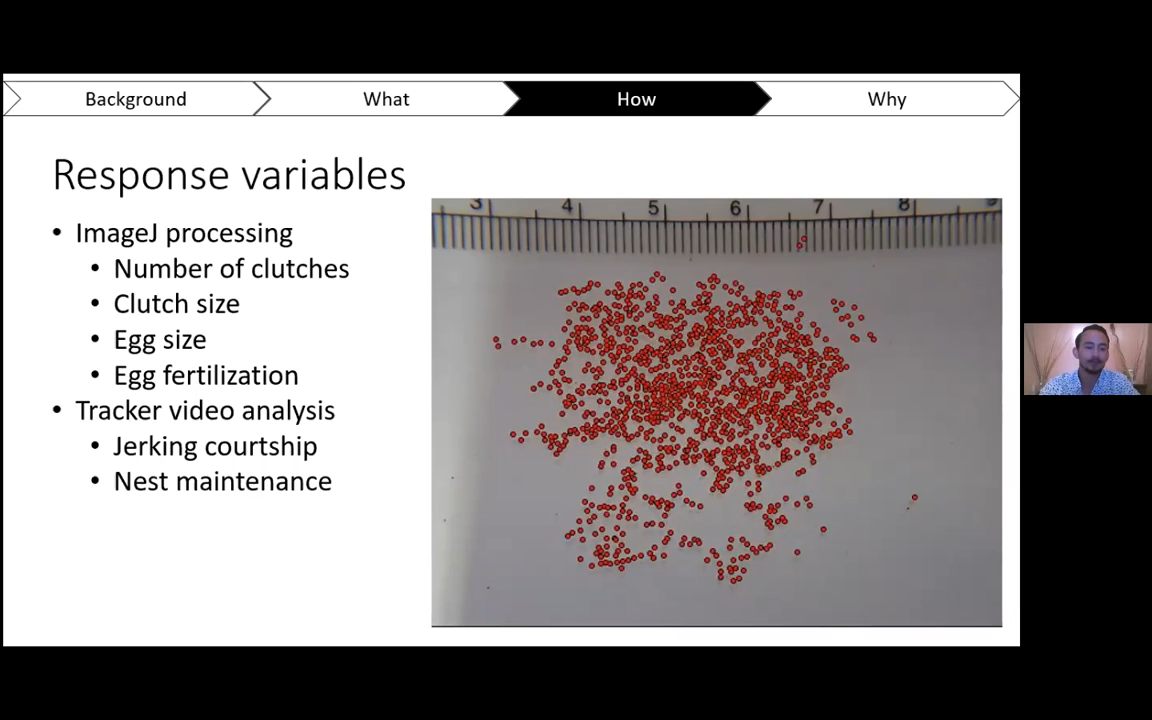 Background What How Why
Response variables
• ImageJ processing
• Number of clutches
• Clutch size
• Egg size
• Egg fertilization
• Tracker video analysis
• Jerking courtship
• Nest maintenance
3 4 5 6 7 8 9